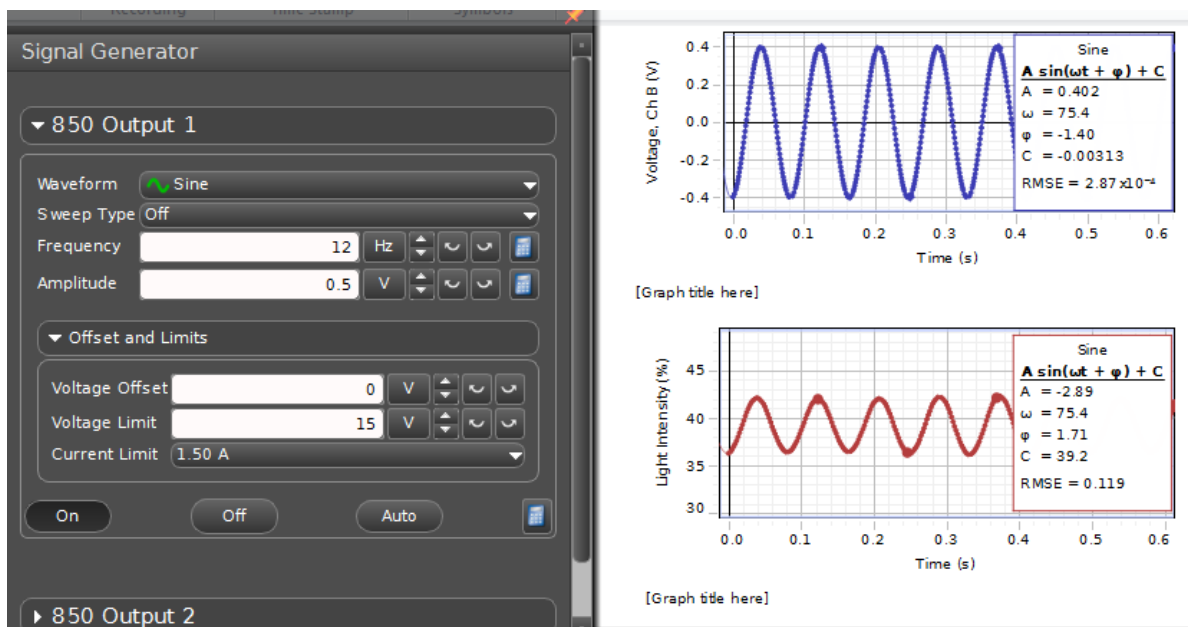 Recording Time Stamp Symbols
Signal Generator
850 Output 1
Waveform Sine
Sweep Type Off
Frequency 12 Hz
Amplitude 0.5 V
Offset and Limits
Voltage Offset 0 V
Voltage Limit 15 V
Current Limit 1.50 A
On Off Auto
850 Output 2
Voltage, Ch B (V)
0.4
0.2
0.0
-0.2
-0.4
0.0 0.1 0.2 0.3 0.4 0.5 0.6
Time (s)
Sine
A sin(ωt + φ) + C
A = 0.402
ω = 75.4
φ = -1.40
C = -0.00313
RMSE = 2.87x10⁻⁴
[Graph title here]
Light Intensity (%)
45
40
35
30
0.0 0.1 0.2 0.3 0.4 0.5 0.6
Time (s)
Sine
A sin(ωt + φ) + C
A = -2.89
ω = 75.4
φ = 1.71
C = 39.2
RMSE = 0.119
[Graph title here]